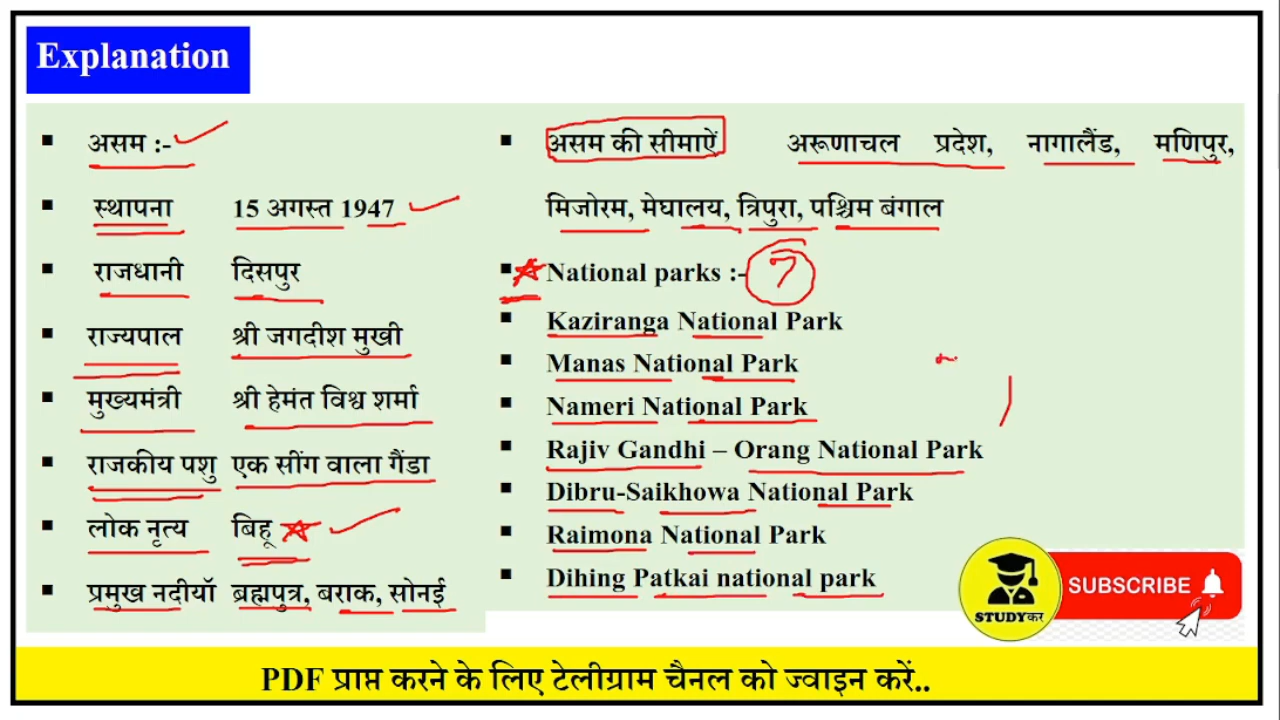 Explanation
असम :-
स्थापना 15 अगस्त 1947
राजधानी दिसपुर
राज्यपाल श्री जगदीश मुखी
मुख्यमंत्री श्री हेमंत विश्व शर्मा
राजकीय पशु एक सींग वाला गैंडा
लोक नृत्य बिहू
प्रमुख नदीयॉ ब्रह्मपुत्र, बराक, सोनई
असम की सीमाऐं अरूणाचल प्रदेश, नागालैंड, मणिपुर,
मिजोरम, मेघालय, त्रिपुरा, पश्चिम बंगाल
National parks :- 7
Kaziranga National Park
Manas National Park
Nameri National Park
Rajiv Gandhi – Orang National Park
Dibru-Saikhowa National Park
Raimona National Park
Dihing Patkai national park
STUDYकर
SUBSCRIBE
PDF प्राप्त करने के लिए टेलीग्राम चैनल को ज्वाइन करें..